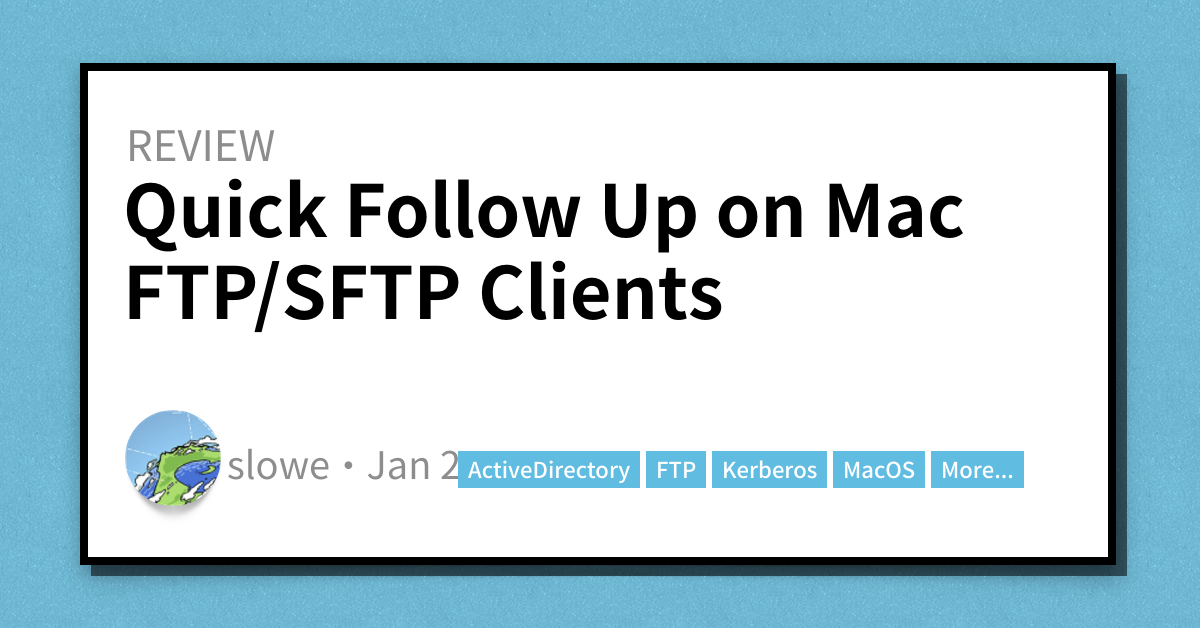 REVIEW
Quick Follow Up on Mac
FTP/SFTP Clients
slowe • Jan 2
ActiveDirectory FTP Kerberos MacOS More...